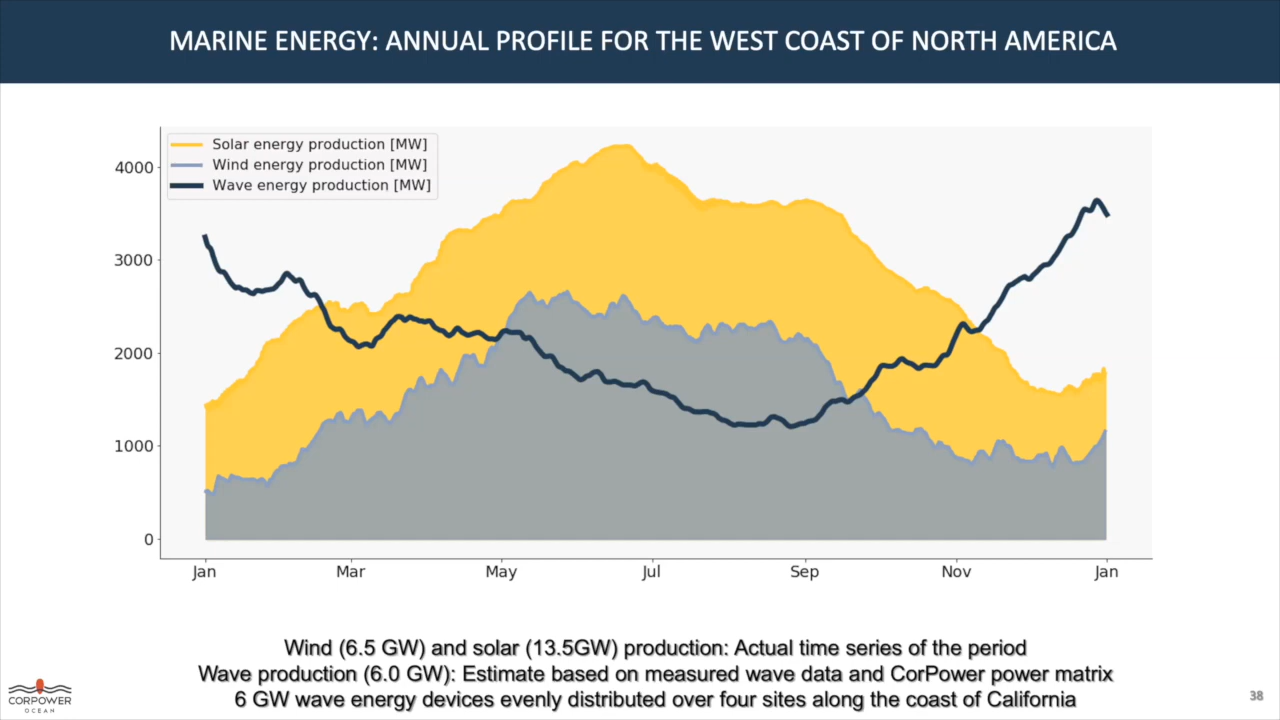 MARINE ENERGY: ANNUAL PROFILE FOR THE WEST COAST OF NORTH AMERICA
Solar energy production [MW]
Wind energy production [MW]
Wave energy production [MW]
4000
3000
2000
1000
0
Jan Mar May Jul Sep Nov Jan
Wind (6.5 GW) and solar (13.5GW) production: Actual time series of the period
Wave production (6.0 GW): Estimate based on measured wave data and CorPower power matrix
6 GW wave energy devices evenly distributed over four sites along the coast of California
CORPOWER
OCEAN
38